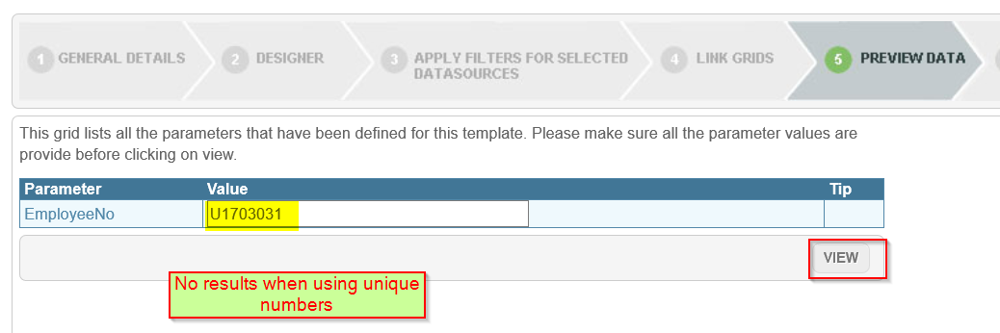 1 GENERAL DETAILS
2 DESIGNER
3 APPLY FILTERS FOR SELECTED
DATASOURCES
4 LINK GRIDS
5 PREVIEW DATA
This grid lists all the parameters that have been defined for this template. Please make sure all the parameter values are
provide before clicking on view.
Parameter Value Tip
EmployeeNo U1703031
VIEW
No results when using unique
numbers